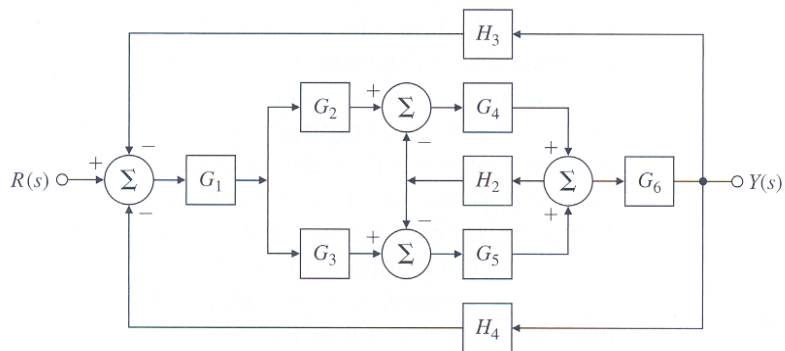 H₃
+ −
G₂ + Σ G₄
−
+
R(s) + Σ G₁ H₂ Σ G₆ Y(s)
−
+
−
G₃ + Σ G₅
H₄